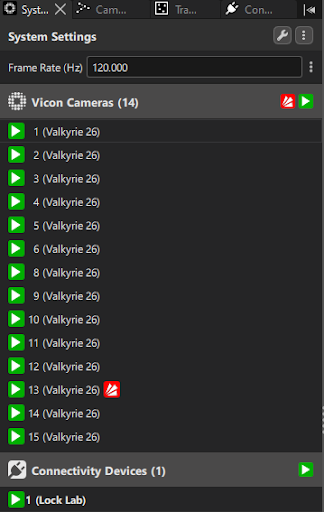 Syst...
Cam...
Tra...
Con...
System Settings
Frame Rate (Hz) 120.000
Vicon Cameras (14)
1 (Valkyrie 26)
2 (Valkyrie 26)
3 (Valkyrie 26)
4 (Valkyrie 26)
5 (Valkyrie 26)
6 (Valkyrie 26)
8 (Valkyrie 26)
9 (Valkyrie 26)
10 (Valkyrie 26)
11 (Valkyrie 26)
12 (Valkyrie 26)
13 (Valkyrie 26)
14 (Valkyrie 26)
15 (Valkyrie 26)
Connectivity Devices (1)
1 (Lock Lab)